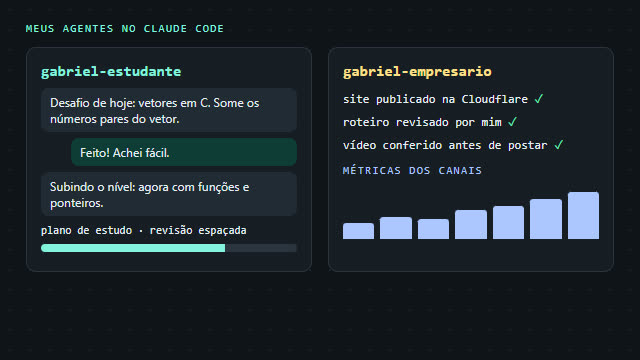 MEUS AGENTES NO CLAUDE CODE
gabriel-estudante
Desafio de hoje: vetores em C. Some os
números pares do vetor.
Feito! Achei fácil.
Subindo o nível: agora com funções e
ponteiros.
plano de estudo · revisão espaçada
gabriel-empresario
site publicado na Cloudflare ✓
roteiro revisado por mim ✓
vídeo conferido antes de postar ✓
MÉTRICAS DOS CANAIS